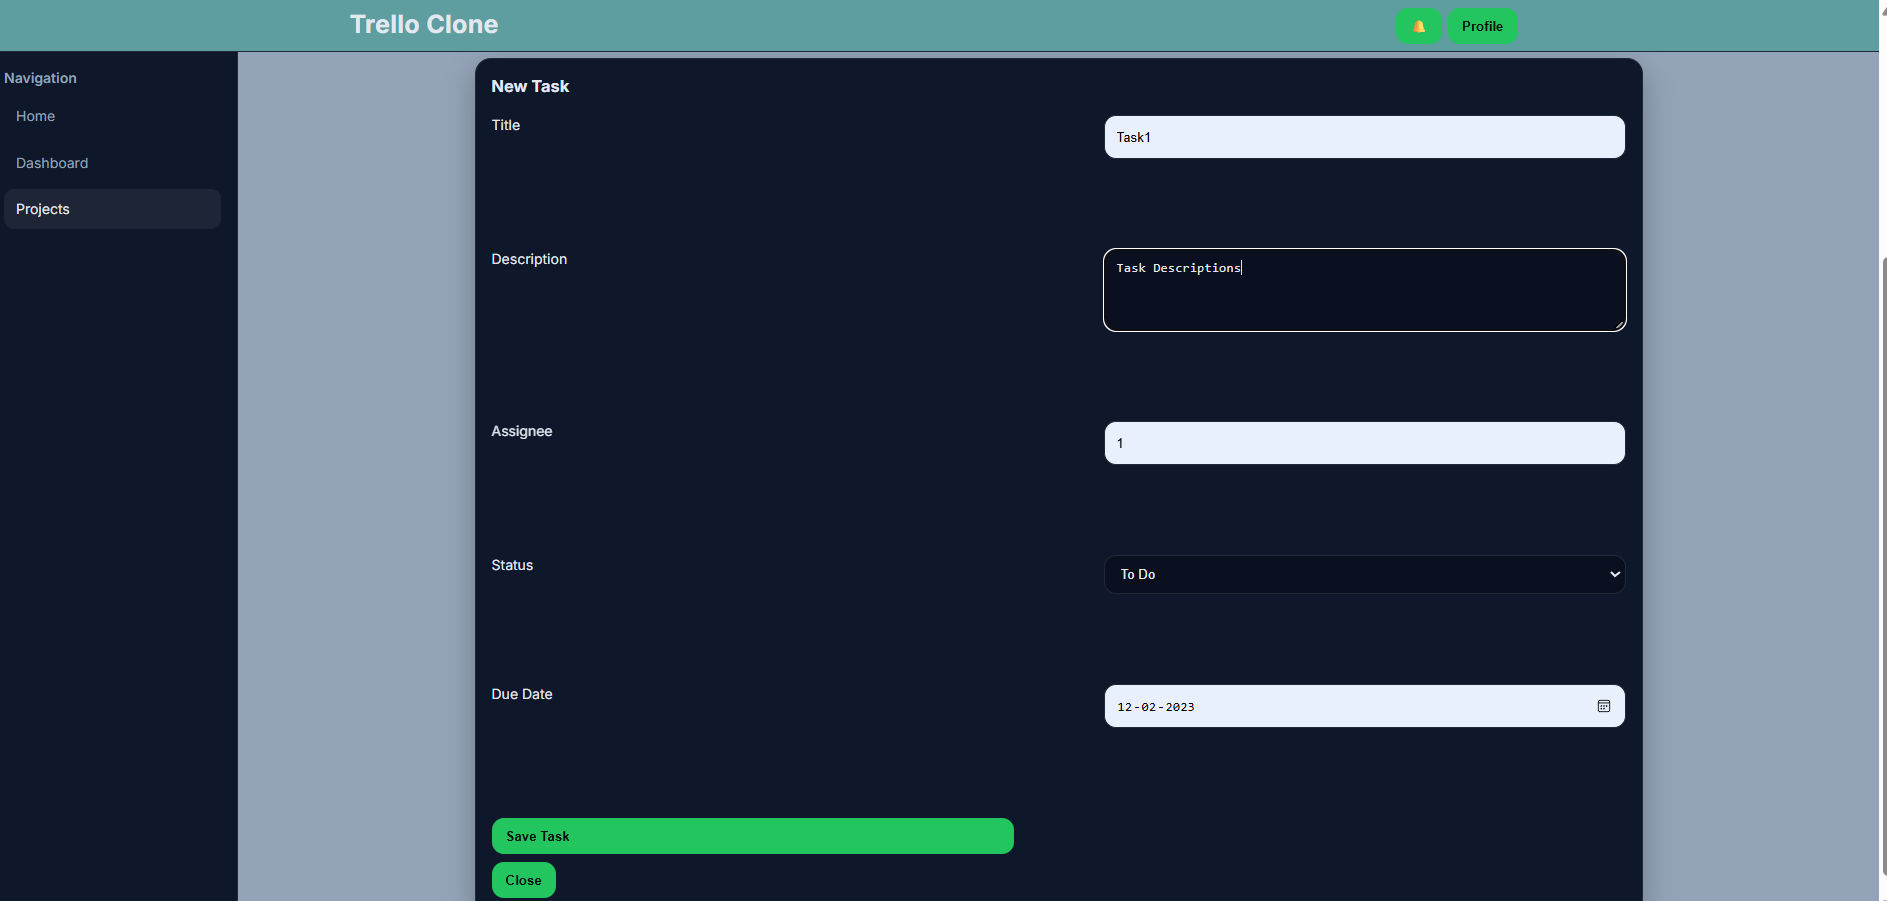 Trello Clone
Profile
Navigation
Home
Dashboard
Projects
New Task
Title
Task1
Description
Task Descriptions
Assignee
1
Status
To Do
Due Date
12-02-2023
Save Task
Close